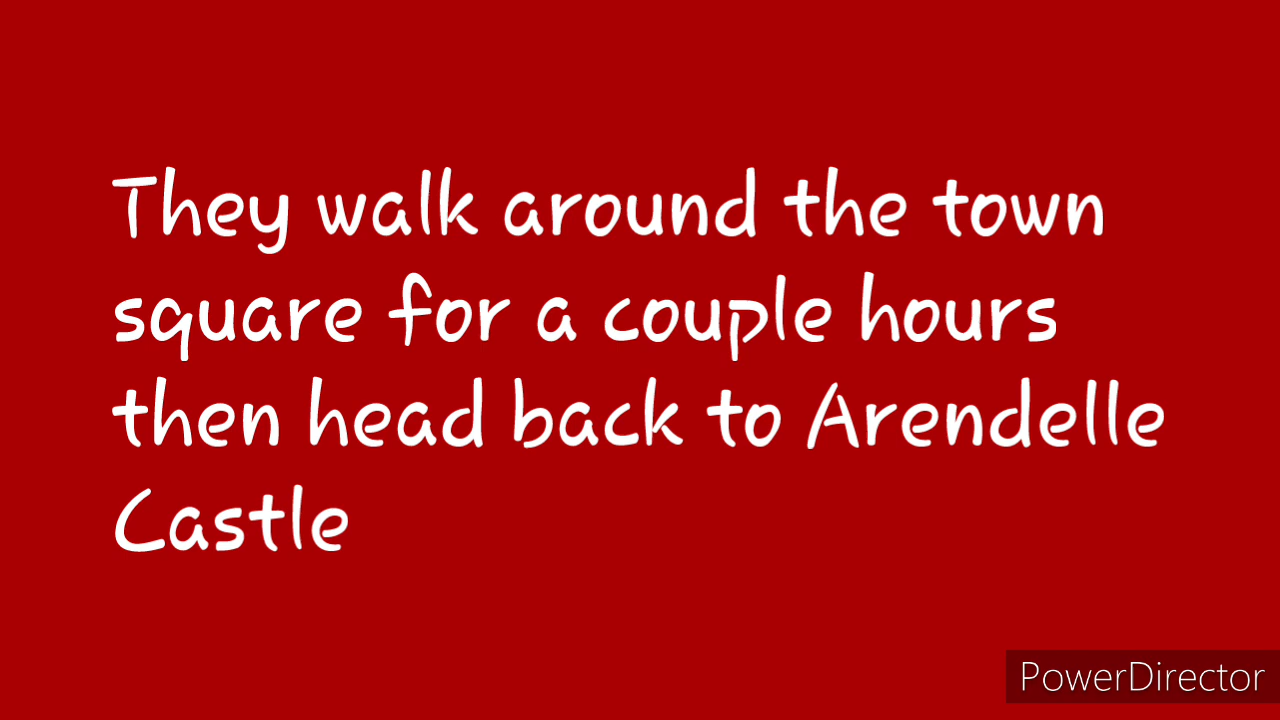 They walk around the town
square for a couple hours
then head back to Arendelle
Castle
PowerDirector